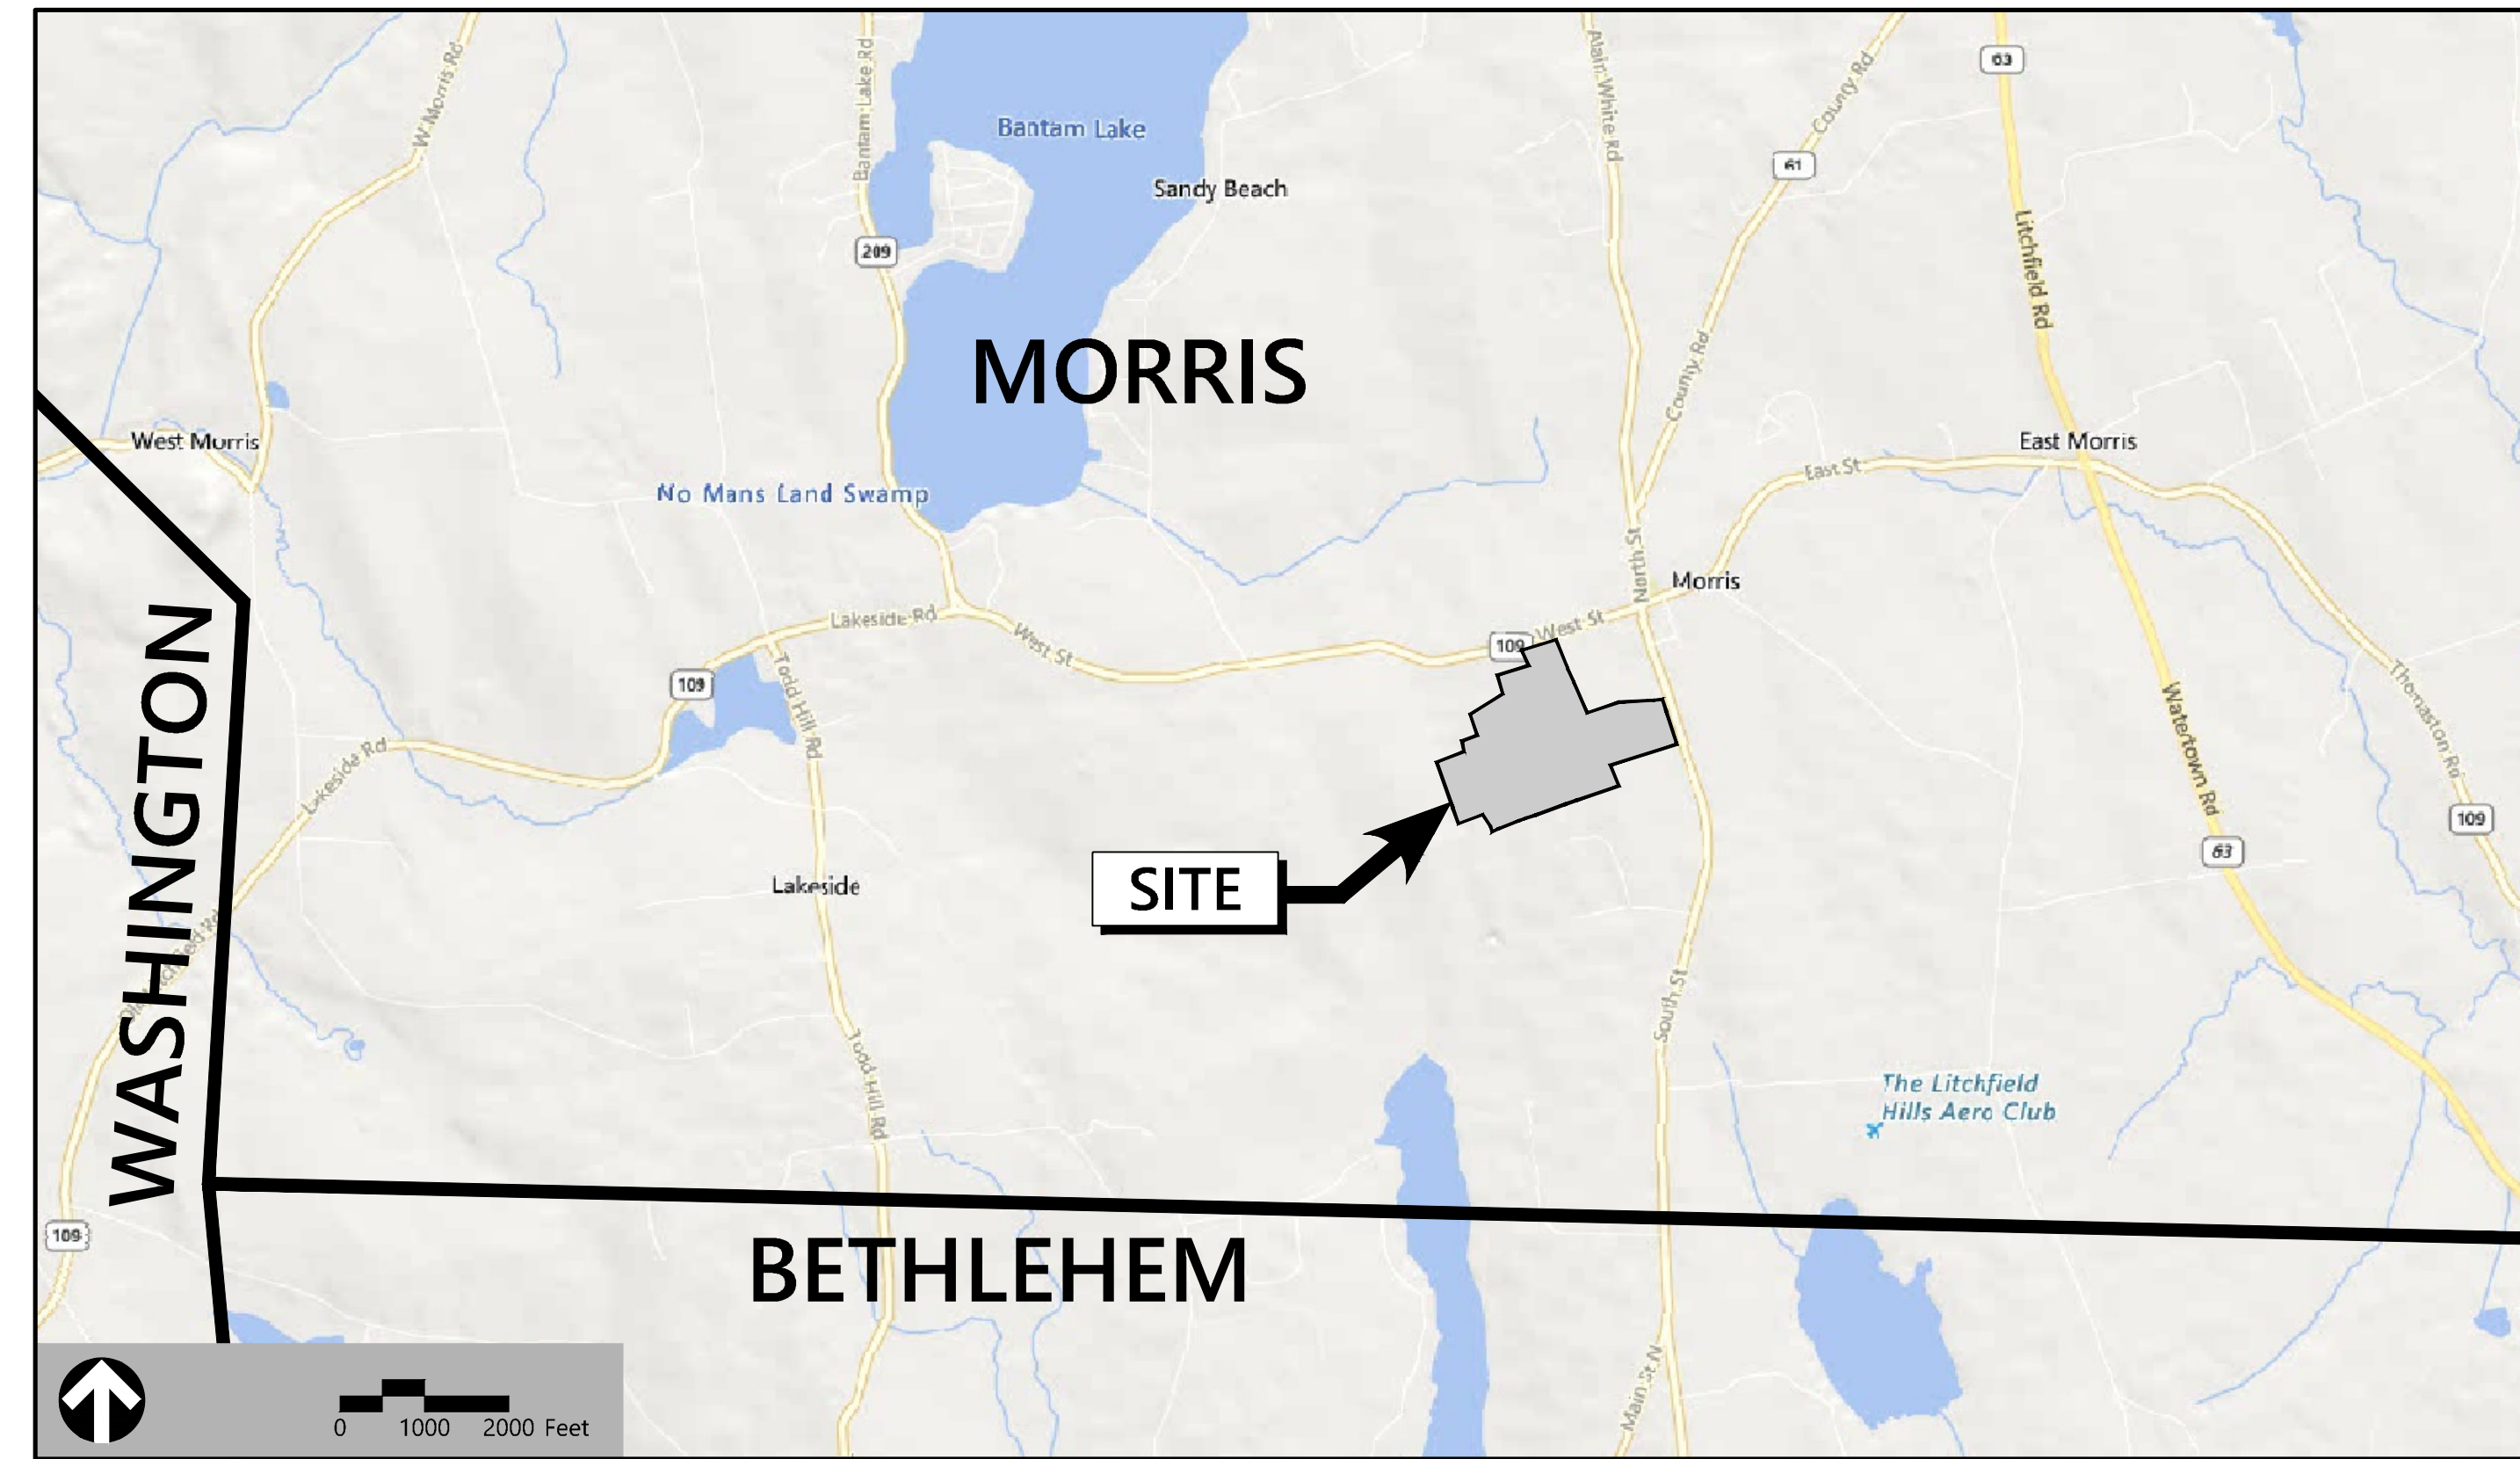 W Morris Rd
Bantam Lake Rd
Bantam Lake
Sandy Beach
209
Alain White Rd
County Rd
61
63
Litchfield Rd
MORRIS
County Rd
West Morris
No Mans Land Swamp
East St
East Morris
North St
Morris
Lakeside Rd
West St
109
West St
109
Todd Hill Rd
Lakeside Rd
Thomaston Rd
Watertown Rd
109
63
WASHINGTON
Lakeside
SITE
South St
Todd Hill Rd
The Litchfield
Hills Aero Club
109
BETHLEHEM
Main St N
0 1000 2000 Feet